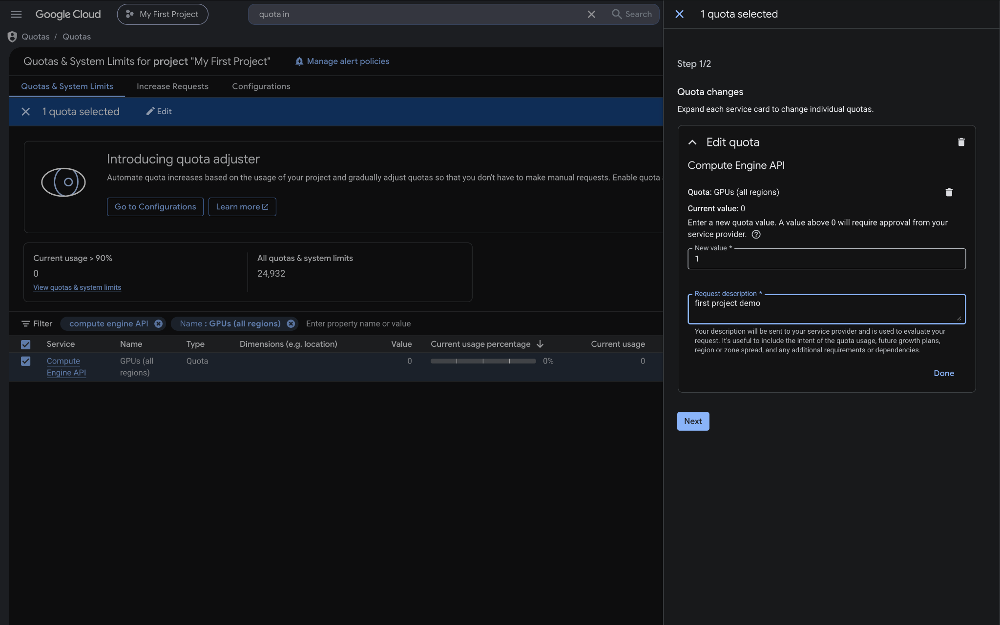 Google Cloud
My First Project
quota in
Search
Quotas / Quotas
Quotas & System Limits for project "My First Project"
Manage alert policies
Quotas & System Limits
Increase Requests
Configurations
1 quota selected
Edit
Introducing quota adjuster
Automate quota increases based on the usage of your project and gradually adjust quotas so that you don't have to make manual requests. Enable quota
Go to Configurations
Learn more
Current usage > 90%
0
View quotas & system limits
All quotas & system limits
24,932
Filter
compute engine API
Name : GPUs (all regions)
Enter property name or value
Service
Name
Type
Dimensions (e.g. location)
Value
Current usage percentage
Current usage
Compute
Engine API
GPUs (all
regions)
Quota
0
0%
0
1 quota selected
Step 1/2
Quota changes
Expand each service card to change individual quotas.
Edit quota
Compute Engine API
Quota: GPUs (all regions)
Current value: 0
Enter a new quota value. A value above 0 will require approval from your
service provider.
New value *
1
Request description *
first project demo
Your description will be sent to your service provider and is used to evaluate your
request. It's useful to include the intent of the quota usage, future growth plans,
region or zone spread, and any additional requirements or dependencies.
Done
Next